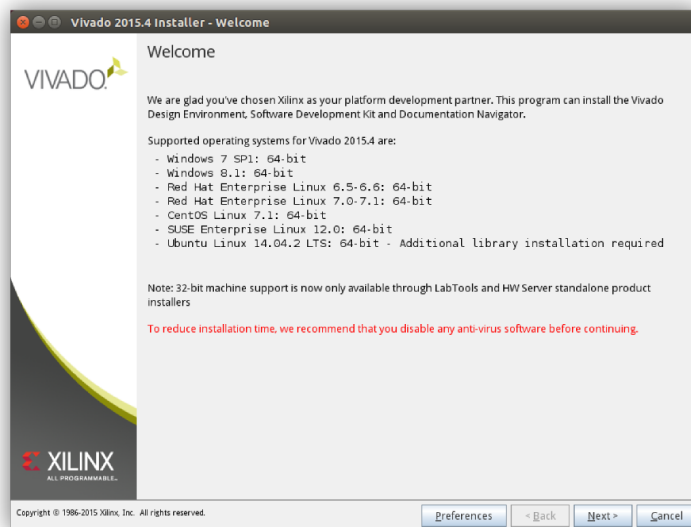 Vivado 2015.4 Installer - Welcome
VIVADO.
Welcome
We are glad you've chosen Xilinx as your platform development partner. This program can install the Vivado
Design Environment, Software Development Kit and Documentation Navigator.
Supported operating systems for Vivado 2015.4 are:
- Windows 7 SP1: 64-bit
- Windows 8.1: 64-bit
- Red Hat Enterprise Linux 6.5-6.6: 64-bit
- Red Hat Enterprise Linux 7.0-7.1: 64-bit
- CentOS Linux 7.1: 64-bit
- SUSE Enterprise Linux 12.0: 64-bit
- Ubuntu Linux 14.04.2 LTS: 64-bit - Additional library installation required
Note: 32-bit machine support is now only available through LabTools and HW Server standalone product
installers
To reduce installation time, we recommend that you disable any anti-virus software before continuing.
XILINX
ALL PROGRAMMABLE™
Copyright © 1986-2015 Xilinx, Inc. All rights reserved.
Preferences
< Back
Next >
Cancel